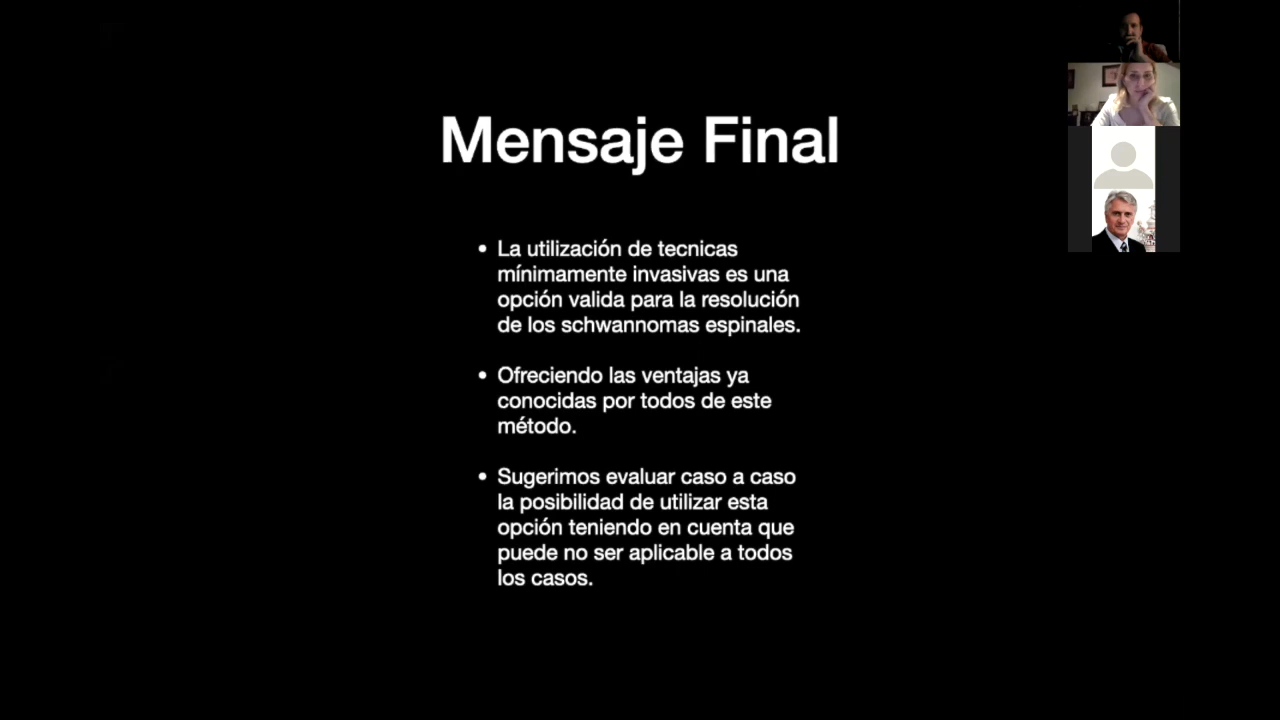 Mensaje Final
• La utilización de tecnicas
mínimamente invasivas es una
opción valida para la resolución
de los schwannomas espinales.
• Ofreciendo las ventajas ya
conocidas por todos de este
método.
• Sugerimos evaluar caso a caso
la posibilidad de utilizar esta
opción teniendo en cuenta que
puede no ser aplicable a todos
los casos.